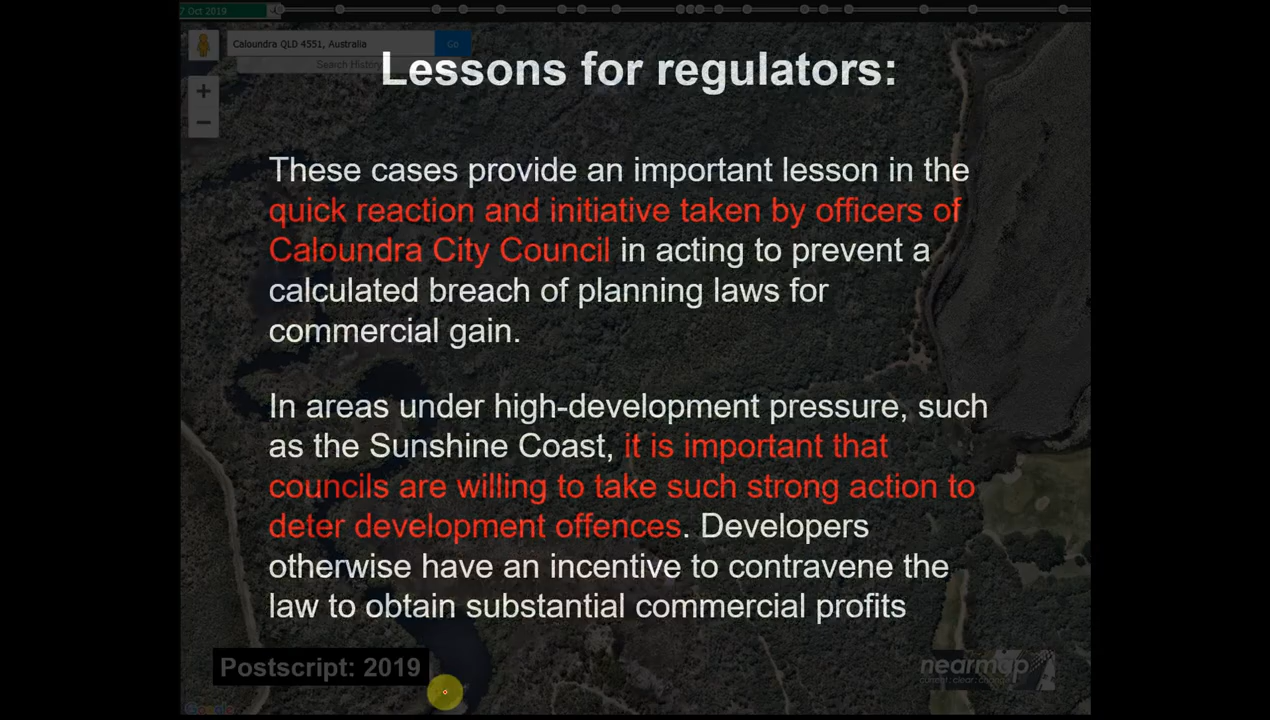 7 Oct 2019
Caloundra QLD 4551, Australia
Go
Lessons for regulators:
These cases provide an important lesson in the
quick reaction and initiative taken by officers of
Caloundra City Council in acting to prevent a
calculated breach of planning laws for
commercial gain.
In areas under high-development pressure, such
as the Sunshine Coast, it is important that
councils are willing to take such strong action to
deter development offences. Developers
otherwise have an incentive to contravene the
law to obtain substantial commercial profits
Postscript: 2019
nearmap
Google